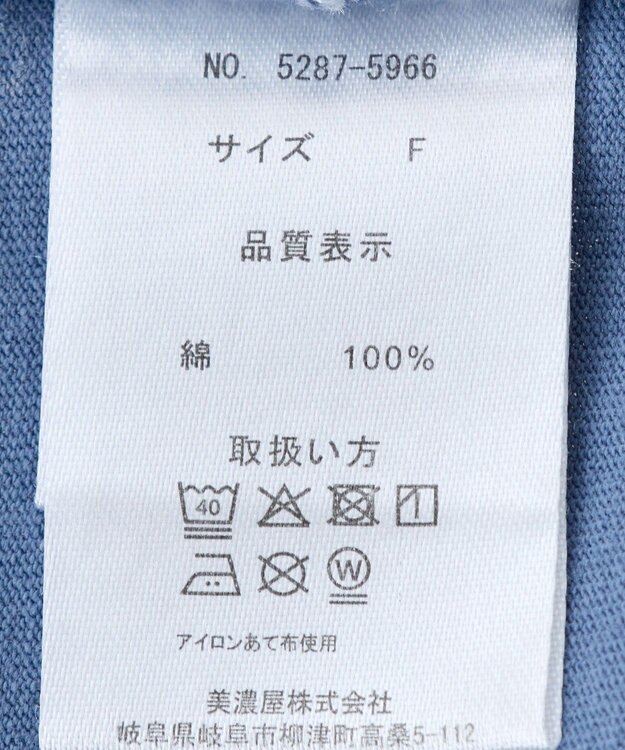 NO. 5287-5966
サイズ F
品質表示
綿 100%
取扱い方
40
W
アイロンあて布使用
美濃屋株式会社
岐阜県岐阜市柳津町高桑5-112